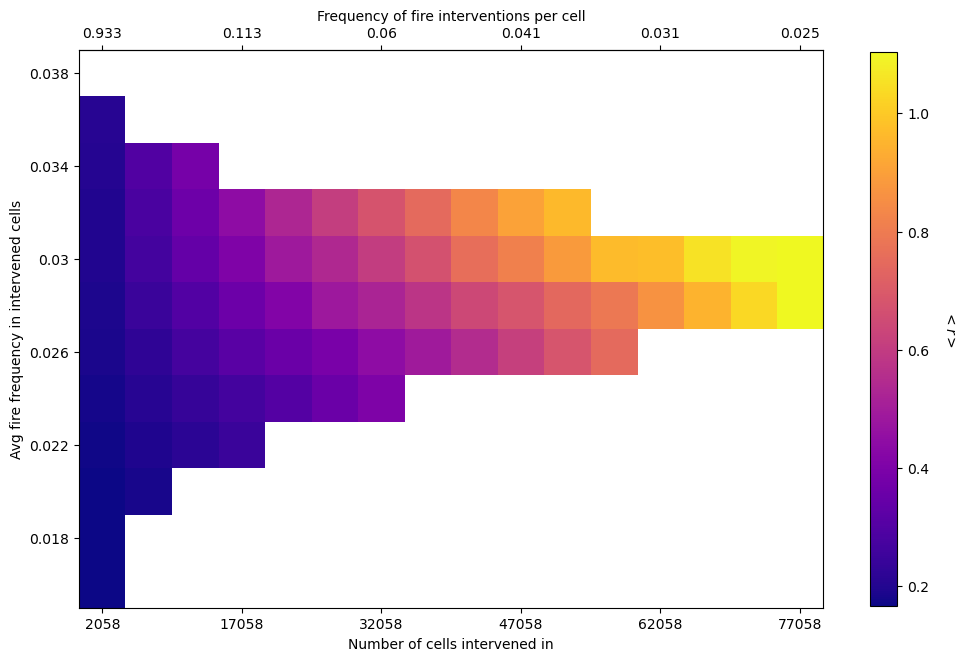 Frequency of fire interventions per cell
0.933 0.113 0.06 0.041 0.031 0.025
Avg fire frequency in intervened cells
0.038
0.034
0.03
0.026
0.022
0.018
2058 17058 32058 47058 62058 77058
Number of cells intervened in
1.0
0.8
0.6
0.4
0.2
< r >